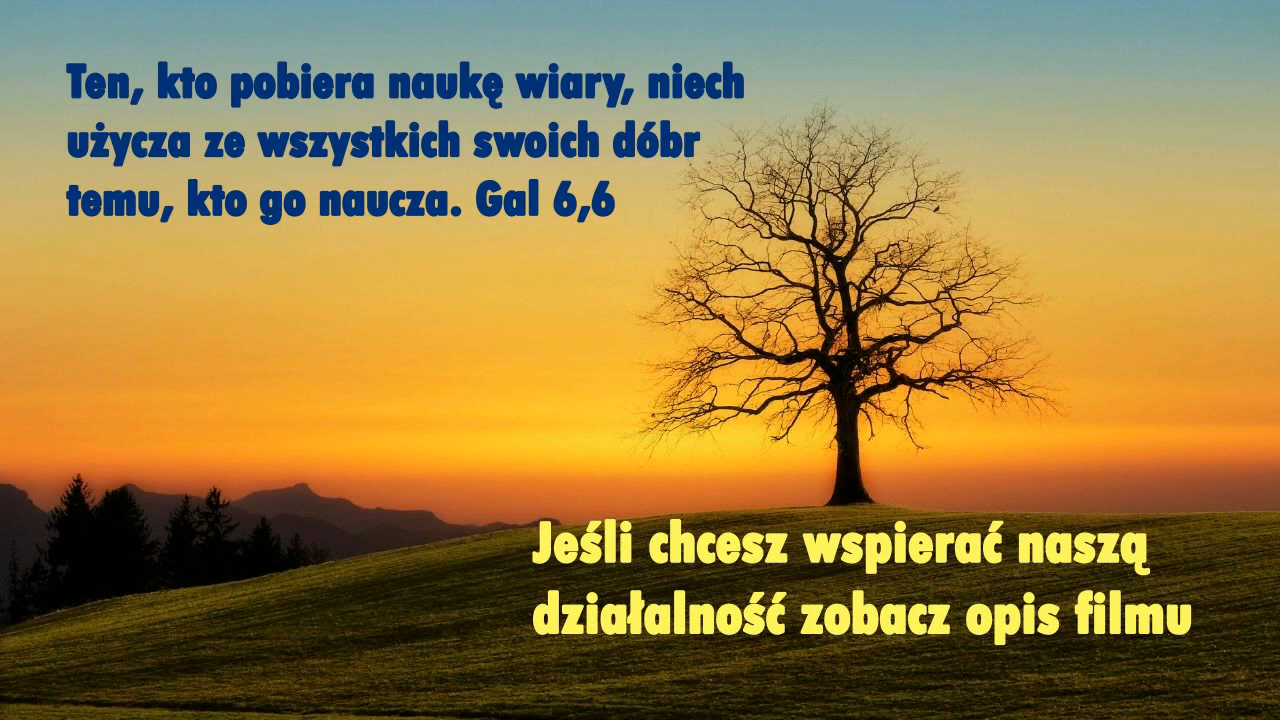 Ten, kto pobiera naukę wiary, niech
użycza ze wszystkich swoich dóbr
temu, kto go naucza. Gal 6,6
Jeśli chcesz wspierać naszą
działalność zobacz opis filmu